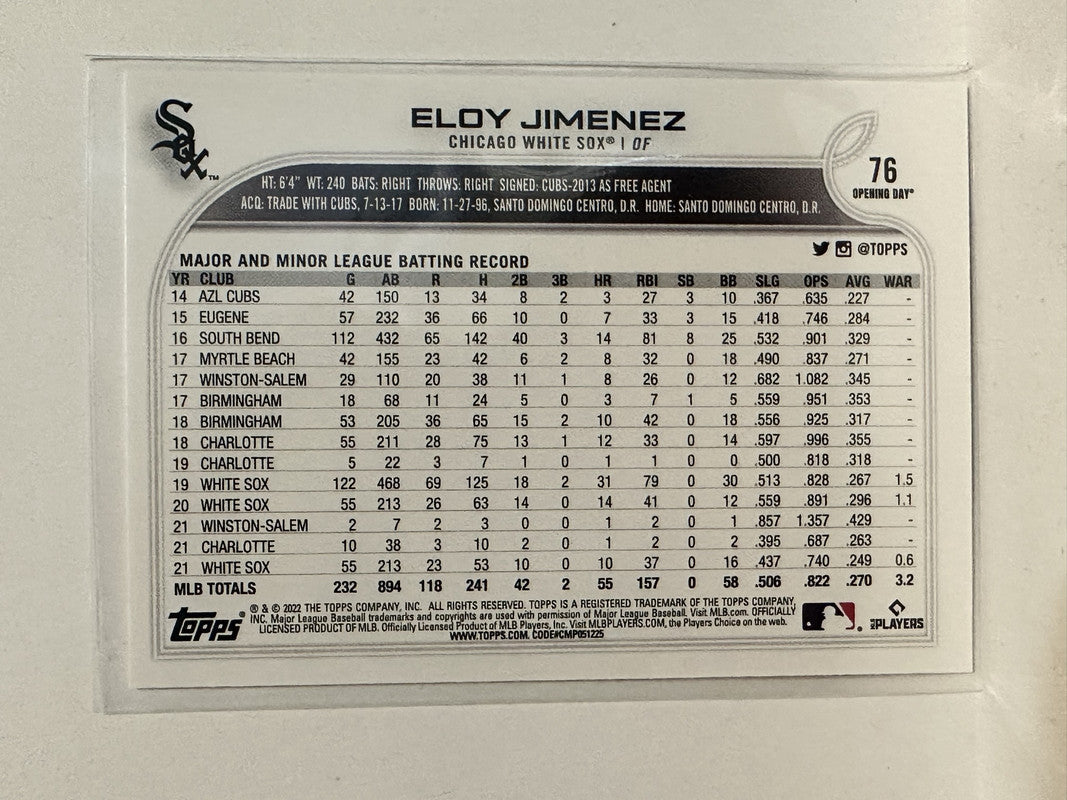 Sox™
ELOY JIMENEZ
CHICAGO WHITE SOX® | OF
76
OPENING DAY®
HT: 6'4" WT: 240 BATS: RIGHT THROWS: RIGHT SIGNED: CUBS-2013 AS FREE AGENT
ACQ: TRADE WITH CUBS, 7-13-17 BORN: 11-27-96, SANTO DOMINGO CENTRO, D.R. HOME: SANTO DOMINGO CENTRO, D.R.
@TOPPS
MAJOR AND MINOR LEAGUE BATTING RECORD
YR CLUB G AB R H 2B 3B HR RBI SB BB SLG OPS AVG WAR
14 AZL CUBS 42 150 13 34 8 2 3 27 3 10 .367 .635 .227 -
15 EUGENE 57 232 36 66 10 0 7 33 3 15 .418 .746 .284 -
16 SOUTH BEND 112 432 65 142 40 3 14 81 8 25 .532 .901 .329 -
17 MYRTLE BEACH 42 155 23 42 6 2 8 32 0 18 .490 .837 .271 -
17 WINSTON-SALEM 29 110 20 38 11 1 8 26 0 12 .682 1.082 .345 -
17 BIRMINGHAM 18 68 11 24 5 0 3 7 1 5 .559 .951 .353 -
18 BIRMINGHAM 53 205 36 65 15 2 10 42 0 18 .556 .925 .317 -
18 CHARLOTTE 55 211 28 75 13 1 12 33 0 14 .597 .996 .355 -
19 CHARLOTTE 5 22 3 7 1 0 1 1 0 0 .500 .818 .318 -
19 WHITE SOX 122 468 69 125 18 2 31 79 0 30 .513 .828 .267 1.5
20 WHITE SOX 55 213 26 63 14 0 14 41 0 12 .559 .891 .296 1.1
21 WINSTON-SALEM 2 7 2 3 0 0 1 2 0 1 .857 1.357 .429 -
21 CHARLOTTE 10 38 3 10 2 0 1 2 0 2 .395 .687 .263 -
21 WHITE SOX 55 213 23 53 10 0 10 37 0 16 .437 .740 .249 0.6
MLB TOTALS 232 894 118 241 42 2 55 157 0 58 .506 .822 .270 3.2
Topps®
® & © 2022 THE TOPPS COMPANY, INC. ALL RIGHTS RESERVED. TOPPS IS A REGISTERED TRADEMARK OF THE TOPPS COMPANY,
INC. Major League Baseball trademarks and copyrights are used with permission of Major League Baseball. Visit MLB.com. OFFICIALLY
LICENSED PRODUCT OF MLB. Officially Licensed Product of MLB Players, Inc. Visit MLBPLAYERS.COM, the Players Choice on the web.
WWW.TOPPS.COM. CODE#CMP051225
MLB PLAYERS